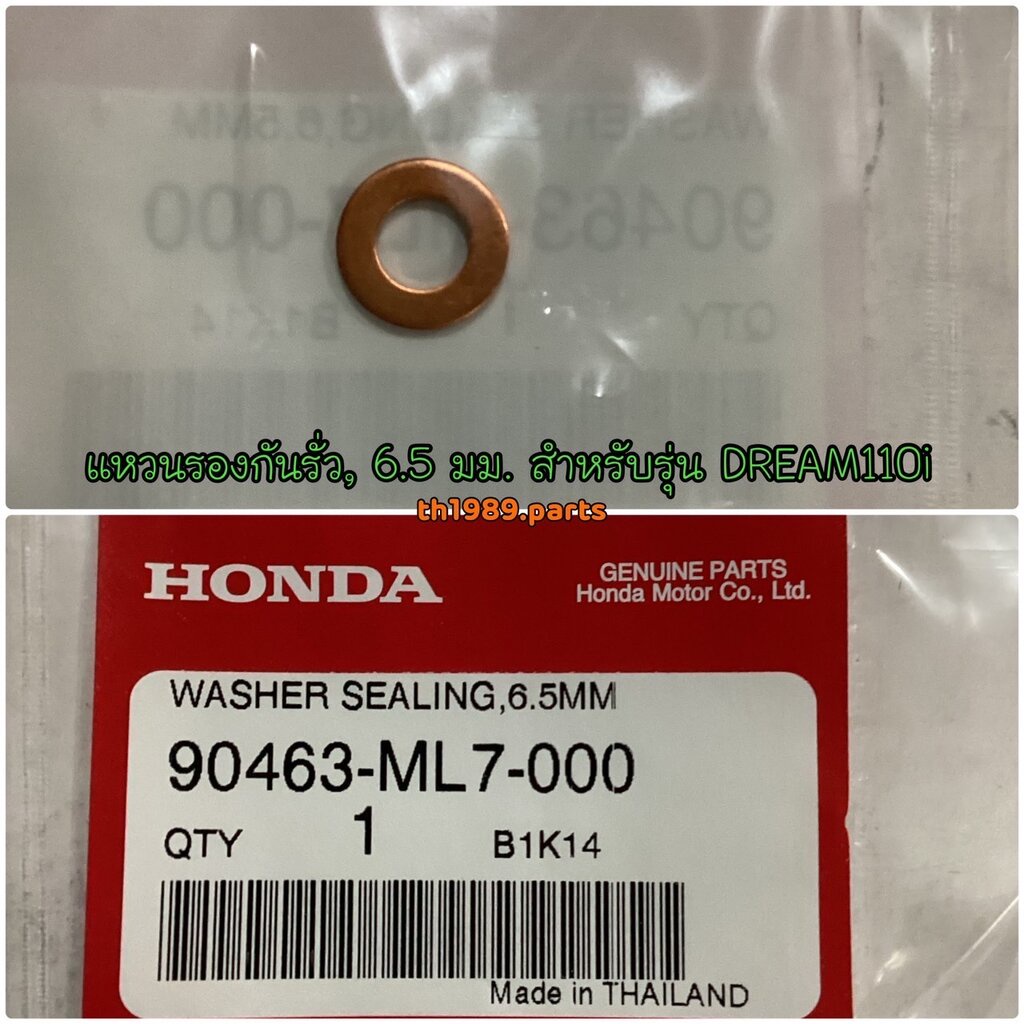 แหวนรองกันรั่ว, 6.5 มม. สำหรับรุ่น DREAM110i
th1989.parts
HONDA
GENUINE PARTS
Honda Motor Co., Ltd.
WASHER SEALING,6.5MM
90463-ML7-000
QTY 1 B1K14
Made in THAILAND